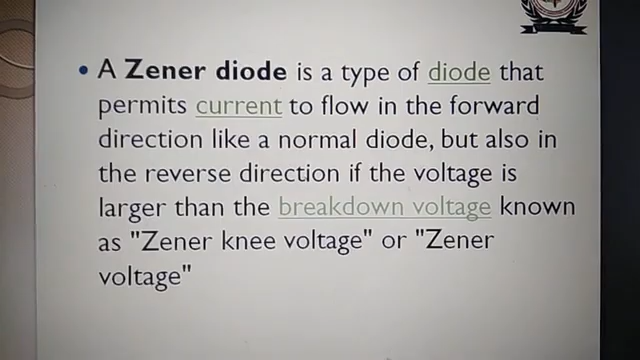 • A Zener diode is a type of diode that
permits current to flow in the forward
direction like a normal diode, but also in
the reverse direction if the voltage is
larger than the breakdown voltage known
as "Zener knee voltage" or "Zener
voltage"